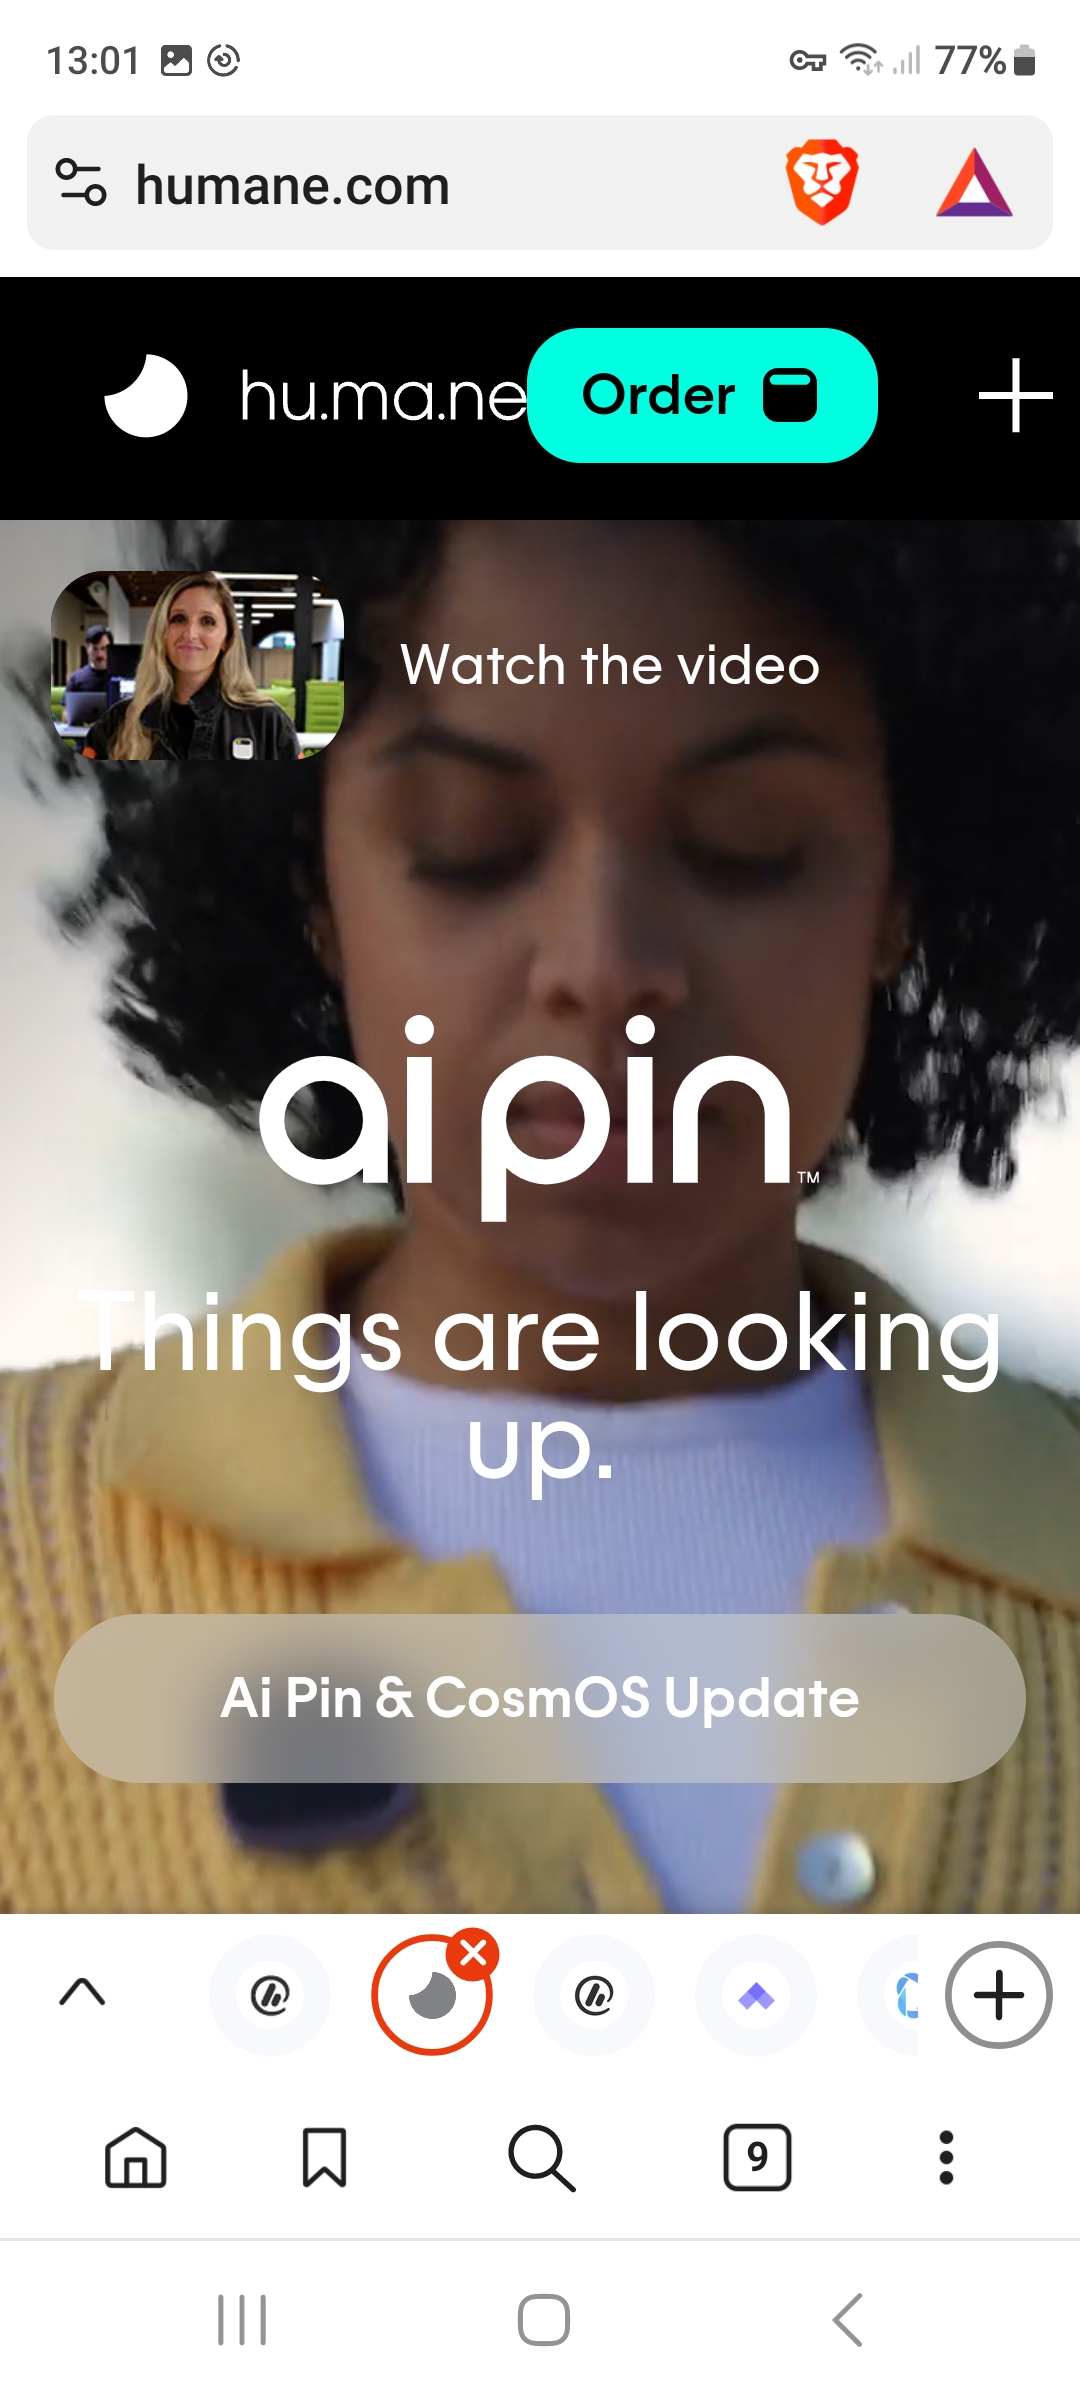 13:01
77%
humane.com
hu.ma.ne
Order
Watch the video
ai pin™
Things are looking
up.
Ai Pin & CosmOS Update
9